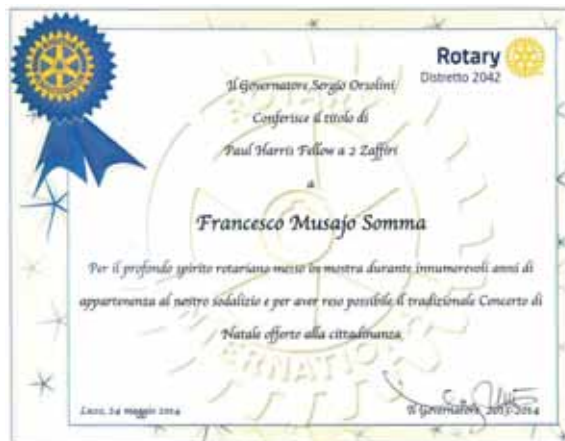 Rotary
Distretto 2042
Il Governatore Sergio Orsolini
Conferisce il titolo di
Paul Harris Fellow a 2 Zaffiri
a
Francesco Musajo Somma
Per il profondo spirito rotariano messo in mostra durante innumerevoli anni di
appartenenza al nostro sodalizio e per aver reso possibile il tradizionale Concerto di
Natale offerto alla cittadinanza
ROTARY
INTERNATIONAL
24 maggio 2014
Il Governatore 2013-2014